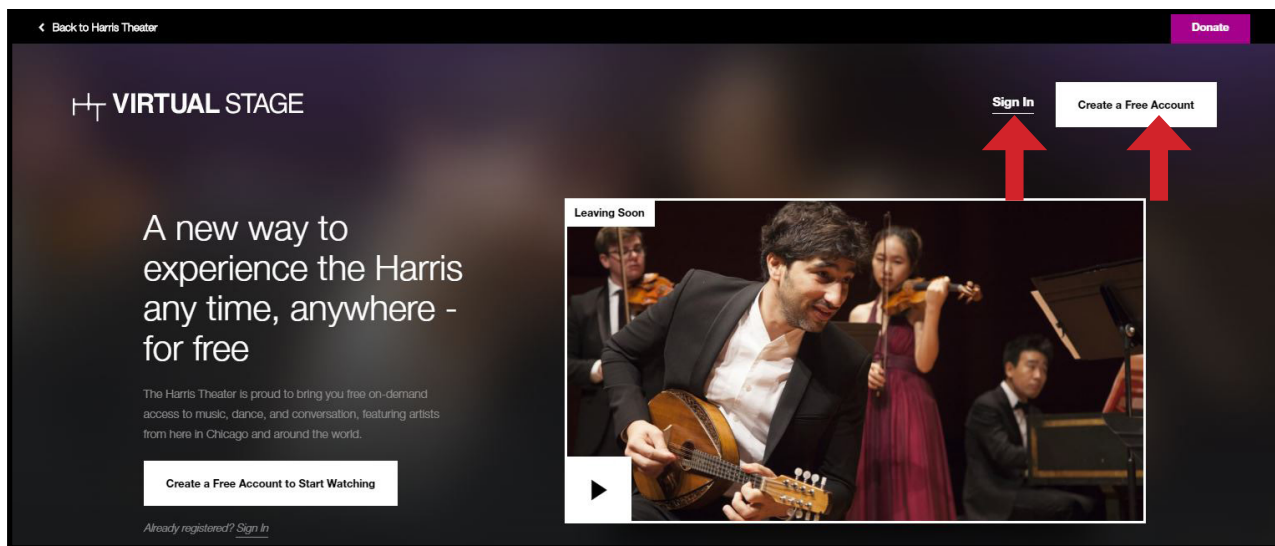 Back to Harris Theater
Donate
HT VIRTUAL STAGE
Sign In
Create a Free Account
A new way to
experience the Harris
any time, anywhere -
for free
The Harris Theater is proud to bring you free on-demand
access to music, dance, and conversation, featuring artists
from here in Chicago and around the world.
Create a Free Account to Start Watching
Already registered? Sign In
Leaving Soon